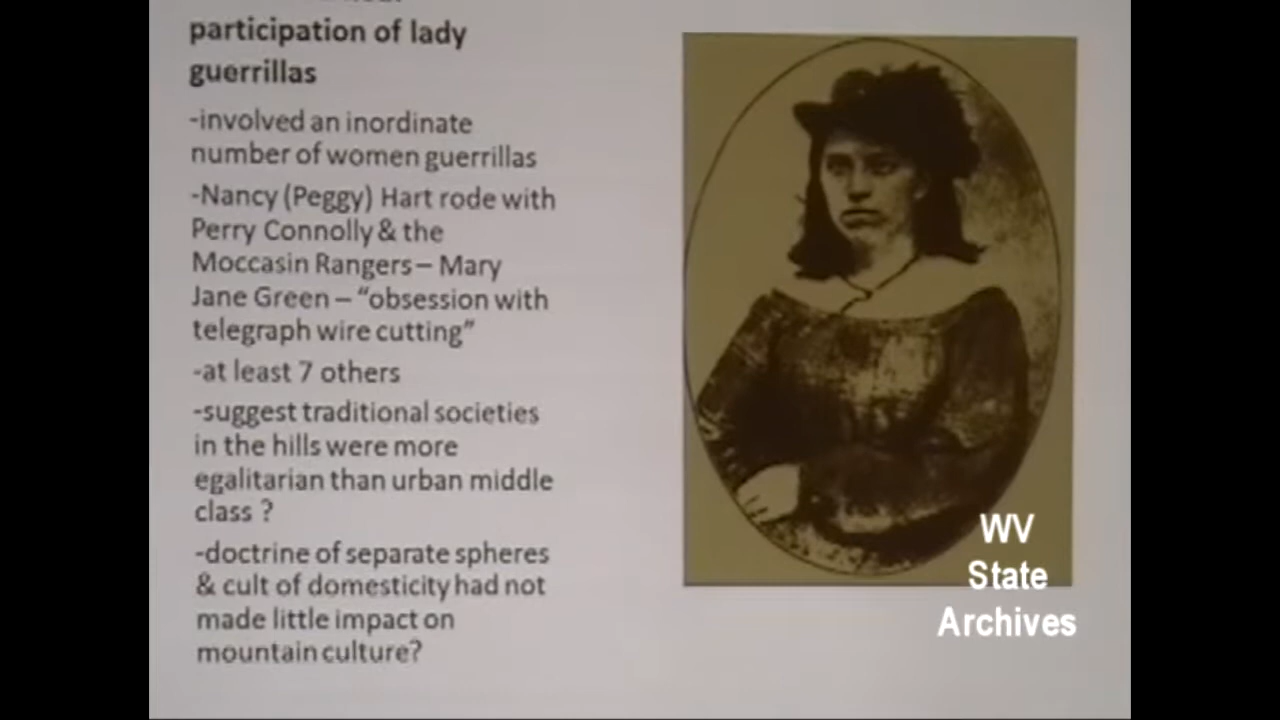 participation of lady
guerrillas
-involved an inordinate
number of women guerrillas
-Nancy (Peggy) Hart rode with
Perry Connolly & the
Moccasin Rangers – Mary
Jane Green – “obsession with
telegraph wire cutting”
-at least 7 others
-suggest traditional societies
in the hills were more
egalitarian than urban middle
class ?
-doctrine of separate spheres
& cult of domesticity had not
made little impact on
mountain culture?
WV
State
Archives